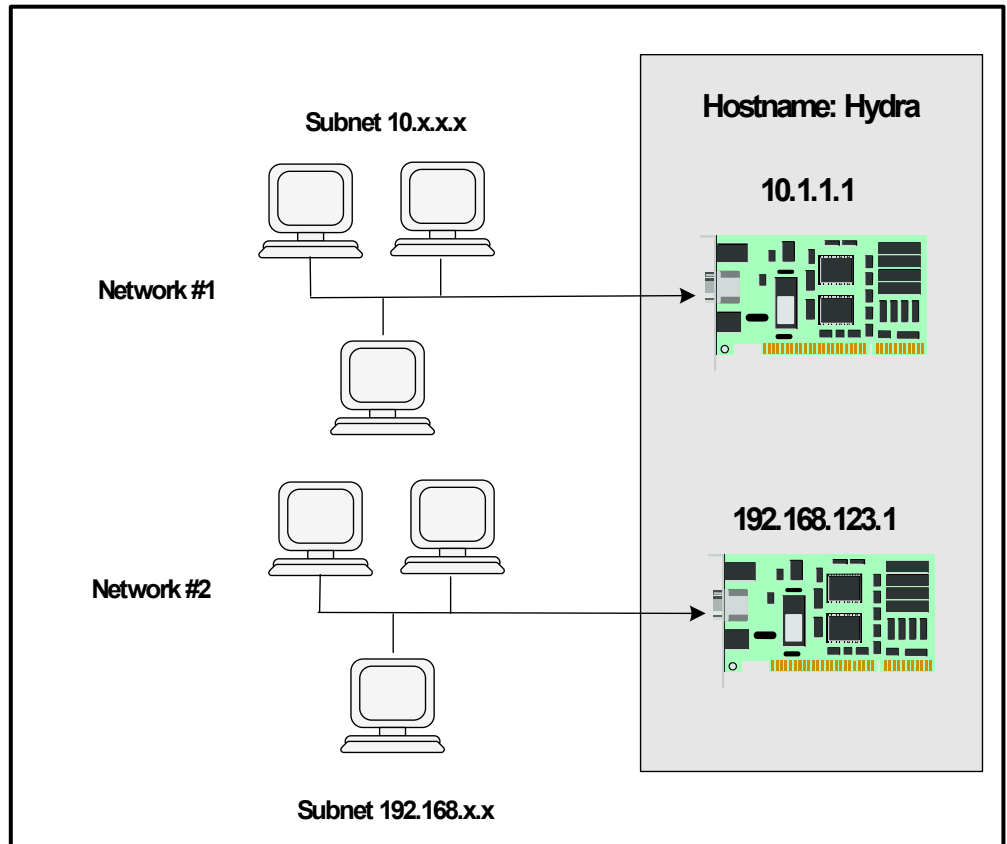 Hostname: Hydra
Subnet 10.x.x.x
10.1.1.1
Network #1
192.168.123.1
Network #2
Subnet 192.168.x.x